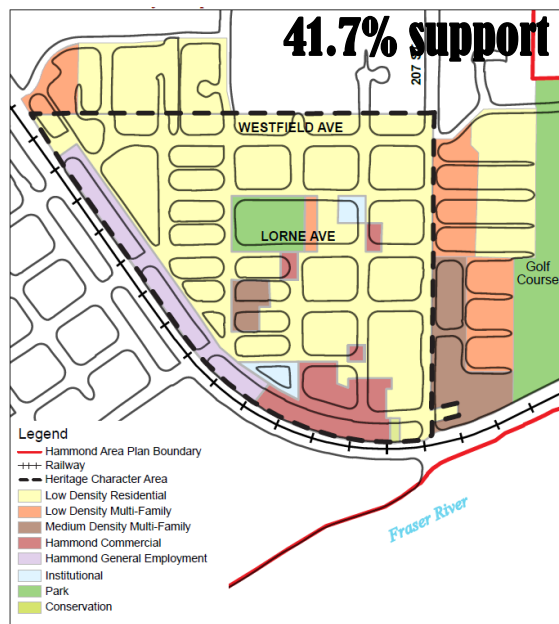 41.7% support
207 ST
WESTFIELD AVE
LORNE AVE
Golf
Course
Legend
Hammond Area Plan Boundary
Railway
Heritage Character Area
Low Density Residential
Low Density Multi-Family
Medium Density Multi-Family
Hammond Commercial
Hammond General Employment
Institutional
Park
Conservation
Fraser River